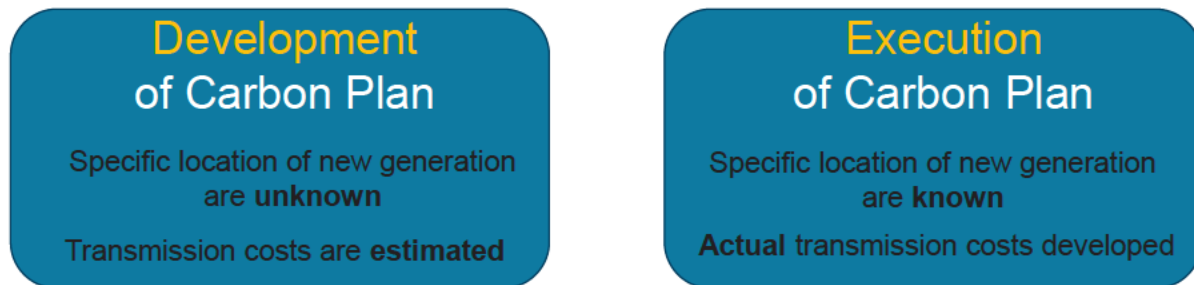 Development
of Carbon Plan
Specific location of new generation
are unknown
Transmission costs are estimated
Execution
of Carbon Plan
Specific location of new generation
are known
Actual transmission costs developed